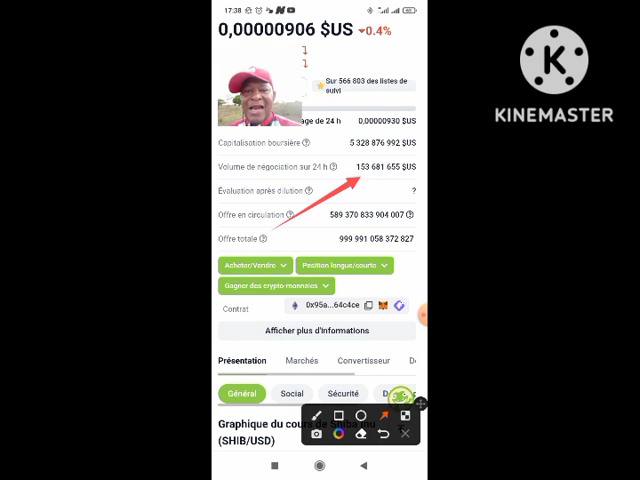 17:38
0,00000906 $US ▾0.4%
Sur 566 803 des listes de
suivi
age de 24 h 0,00000930 $US
Capitalisation boursière 5 328 876 992 $US
Volume de négociation sur 24 h 153 681 655 $US
Évaluation après dilution ?
Offre en circulation 589 370 833 904 007
Offre totale 999 991 058 372 827
Acheter/Vendre
Position longue/courte
Gagner des crypto-monnaies
Contrat 0x95a...64c4ce
Afficher plus d'informations
Présentation Marchés Convertisseur
Général Social Sécurité
Graphique du cours de Shiba Inu
(SHIB/USD)
K
KINEMASTER